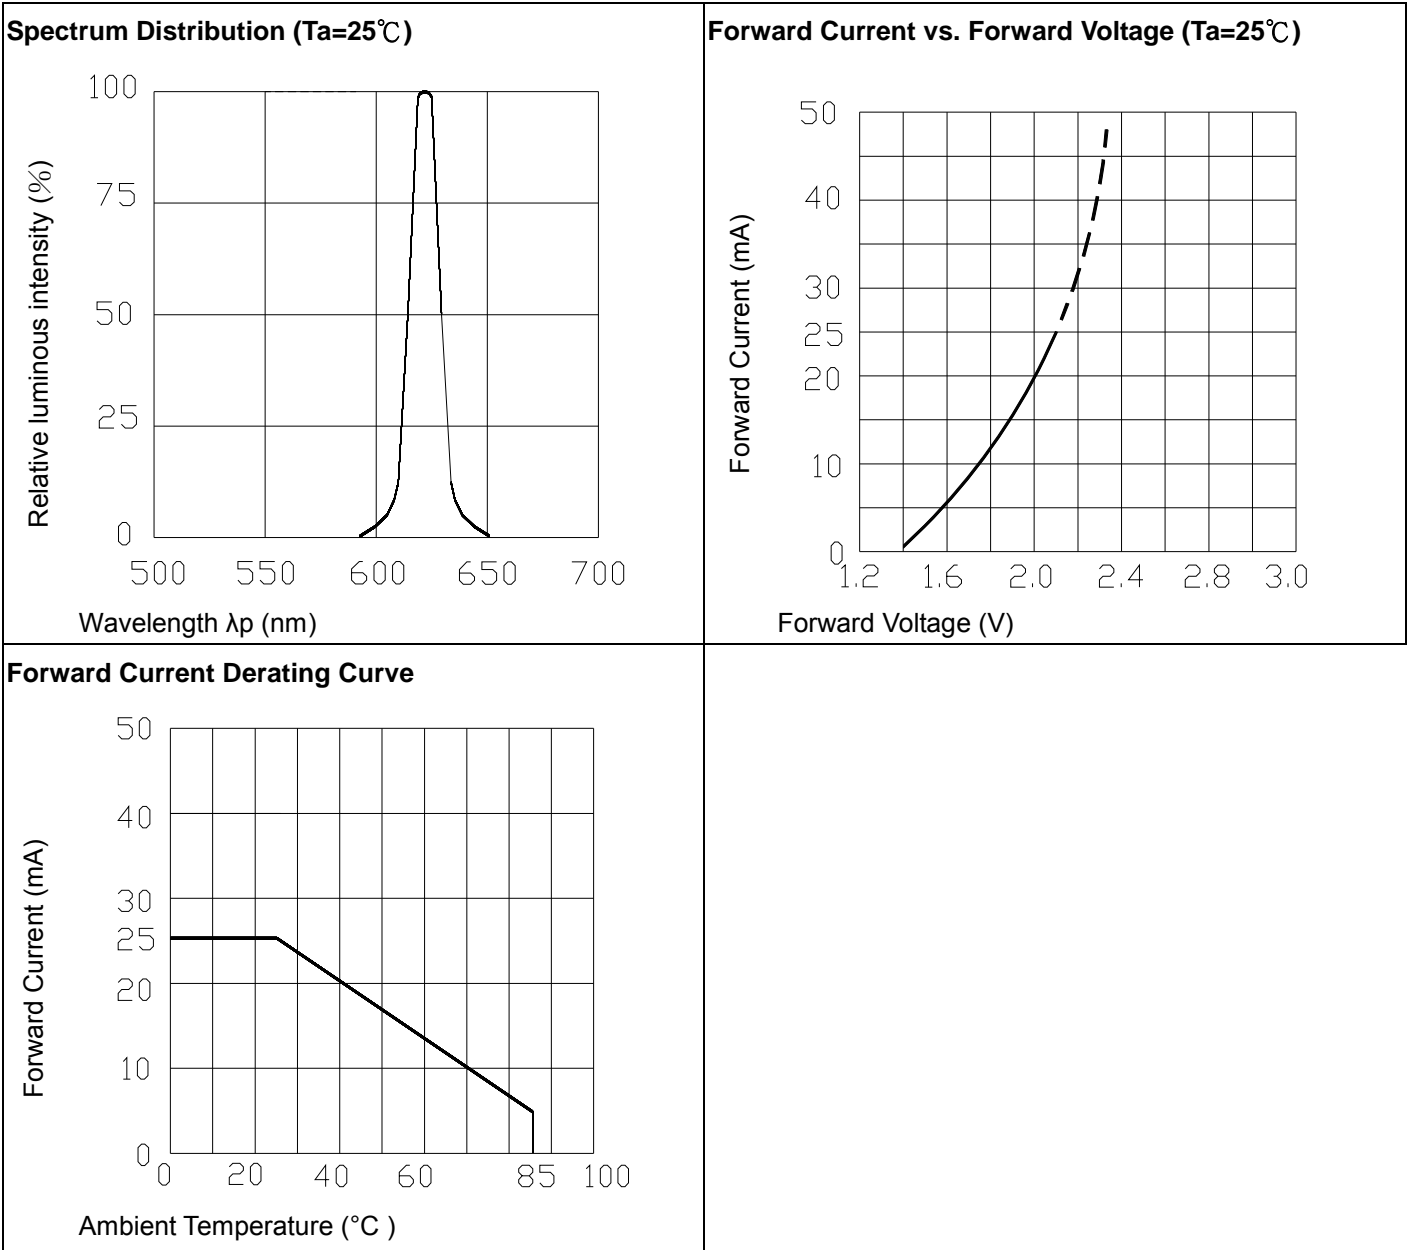 Spectrum Distribution (Ta=25℃)
100
75
50
25
0
500 550 600 650 700
Relative luminous intensity (%)
Wavelength λp (nm)
Forward Current vs. Forward Voltage (Ta=25℃)
50
40
30
25
20
10
0
1.2 1.6 2.0 2.4 2.8 3.0
Forward Current (mA)
Forward Voltage (V)
Forward Current Derating Curve
50
40
30
25
20
10
0
0 20 40 60 85 100
Forward Current (mA)
Ambient Temperature (°C )